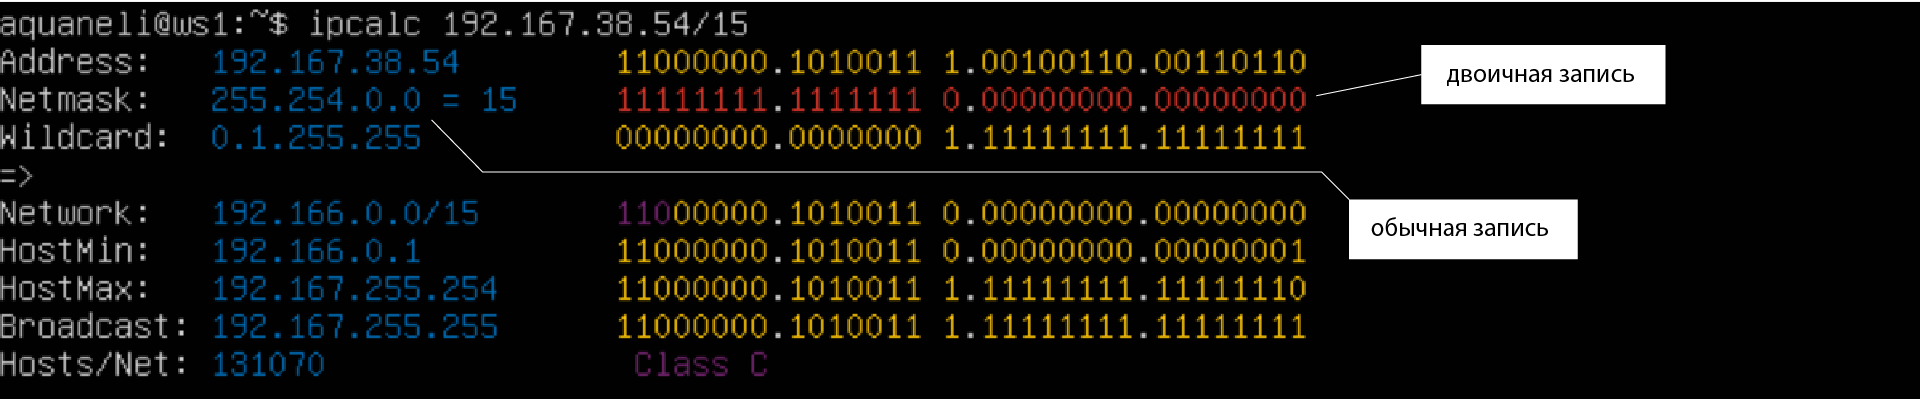 aquaneli@ws1:~$ ipcalc 192.167.38.54/15
Address: 192.167.38.54 11000000.1010011 1.00100110.00110110
двоичная запись
Netmask: 255.254.0.0 = 15 11111111.1111111 0.00000000.00000000
Wildcard: 0.1.255.255 00000000.0000000 1.11111111.11111111
=>
Network: 192.166.0.0/15 11000000.1010011 0.00000000.00000000
обычная запись
HostMin: 192.166.0.1 11000000.1010011 0.00000000.00000001
HostMax: 192.167.255.254 11000000.1010011 1.11111111.11111110
Broadcast: 192.167.255.255 11000000.1010011 1.11111111.11111111
Hosts/Net: 131070 Class C